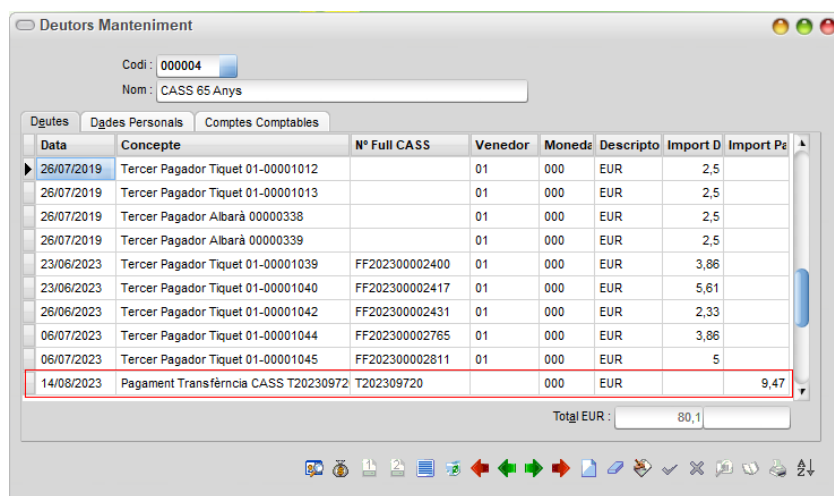 Deutors Manteniment
Codi : 000004
Nom : CASS 65 Anys
Deutes Dades Personals Comptes Comptables
Data Concepte Nº Full CASS Venedor Moneda Descripto Import D Import Pa
26/07/2019 Tercer Pagador Tiquet 01-00001012 01 000 EUR 2,5
26/07/2019 Tercer Pagador Tiquet 01-00001013 01 000 EUR 2,5
26/07/2019 Tercer Pagador Albarà 00000338 01 000 EUR 2,5
26/07/2019 Tercer Pagador Albarà 00000339 01 000 EUR 2,5
23/06/2023 Tercer Pagador Tiquet 01-00001039 FF202300002400 01 000 EUR 3,86
23/06/2023 Tercer Pagador Tiquet 01-00001040 FF202300002417 01 000 EUR 5,61
26/06/2023 Tercer Pagador Tiquet 01-00001042 FF202300002431 01 000 EUR 2,33
06/07/2023 Tercer Pagador Tiquet 01-00001044 FF202300002765 01 000 EUR 3,86
06/07/2023 Tercer Pagador Tiquet 01-00001045 FF202300002811 01 000 EUR 5
14/08/2023 Pagament Transfèrncia CASS T20230972 T202309720 000 EUR 9,47
Total EUR : 80,1